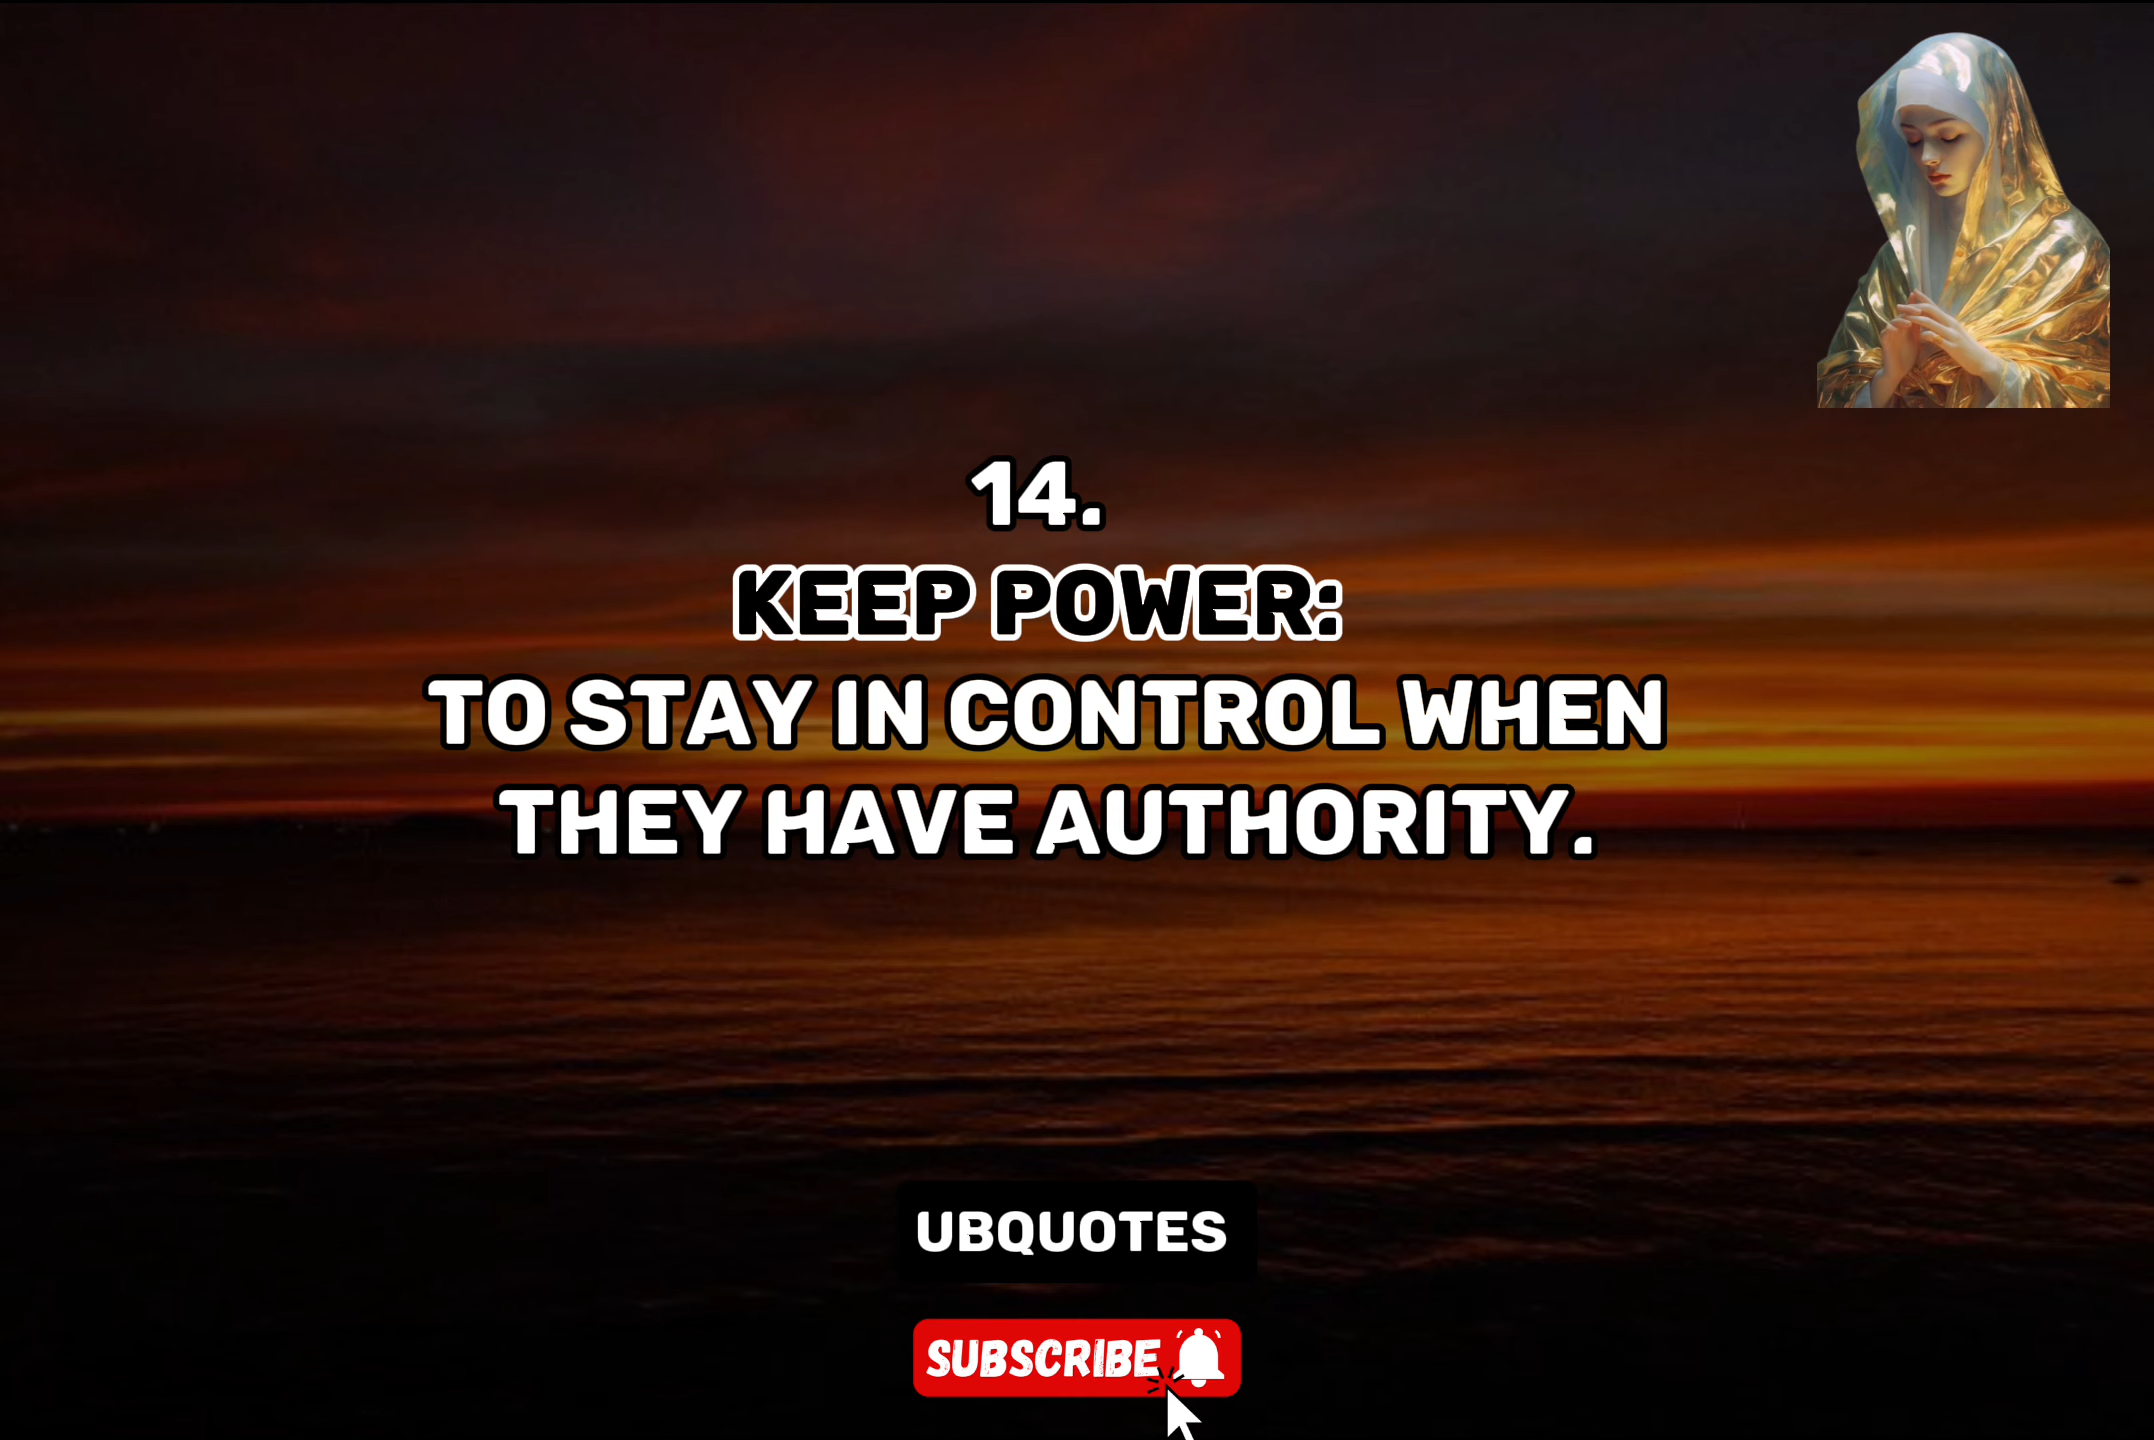 14.
KEEP POWER:
TO STAY IN CONTROL WHEN
THEY HAVE AUTHORITY.
UBQUOTES
SUBSCRIBE